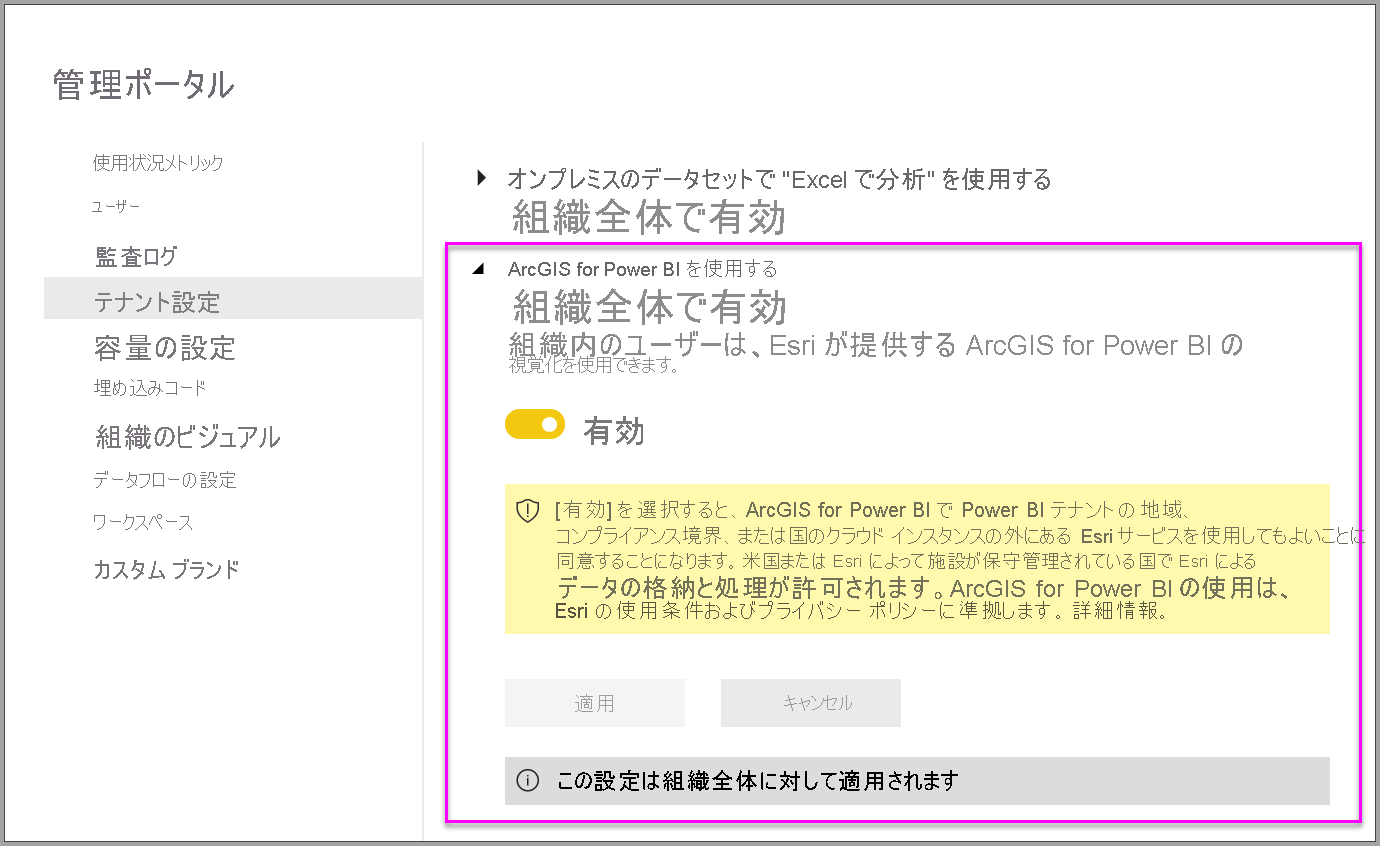 管理ポータル
使用状況メトリック
ユーザー
監査ログ
テナント設定
容量の設定
埋め込みコード
組織のビジュアル
データフローの設定
ワークスペース
カスタム ブランド
オンプレミスのデータセットで "Excel で分析" を使用する
組織全体で有効
ArcGIS for Power BI を使用する
組織全体で有効
組織内のユーザーは、Esri が提供する ArcGIS for Power BI の
視覚化を使用できます。
有効
[有効] を選択すると、ArcGIS for Power BI で Power BI テナントの地域、
コンプライアンス境界、または国のクラウド インスタンスの外にある Esri サービスを使用してもよいことに
同意することになります。米国または Esri によって施設が保守管理されている国で Esri による
データの格納と処理が許可されます。ArcGIS for Power BI の使用は、
Esri の使用条件およびプライバシー ポリシーに準拠します。詳細情報。
適用
キャンセル
この設定は組織全体に対して適用されます